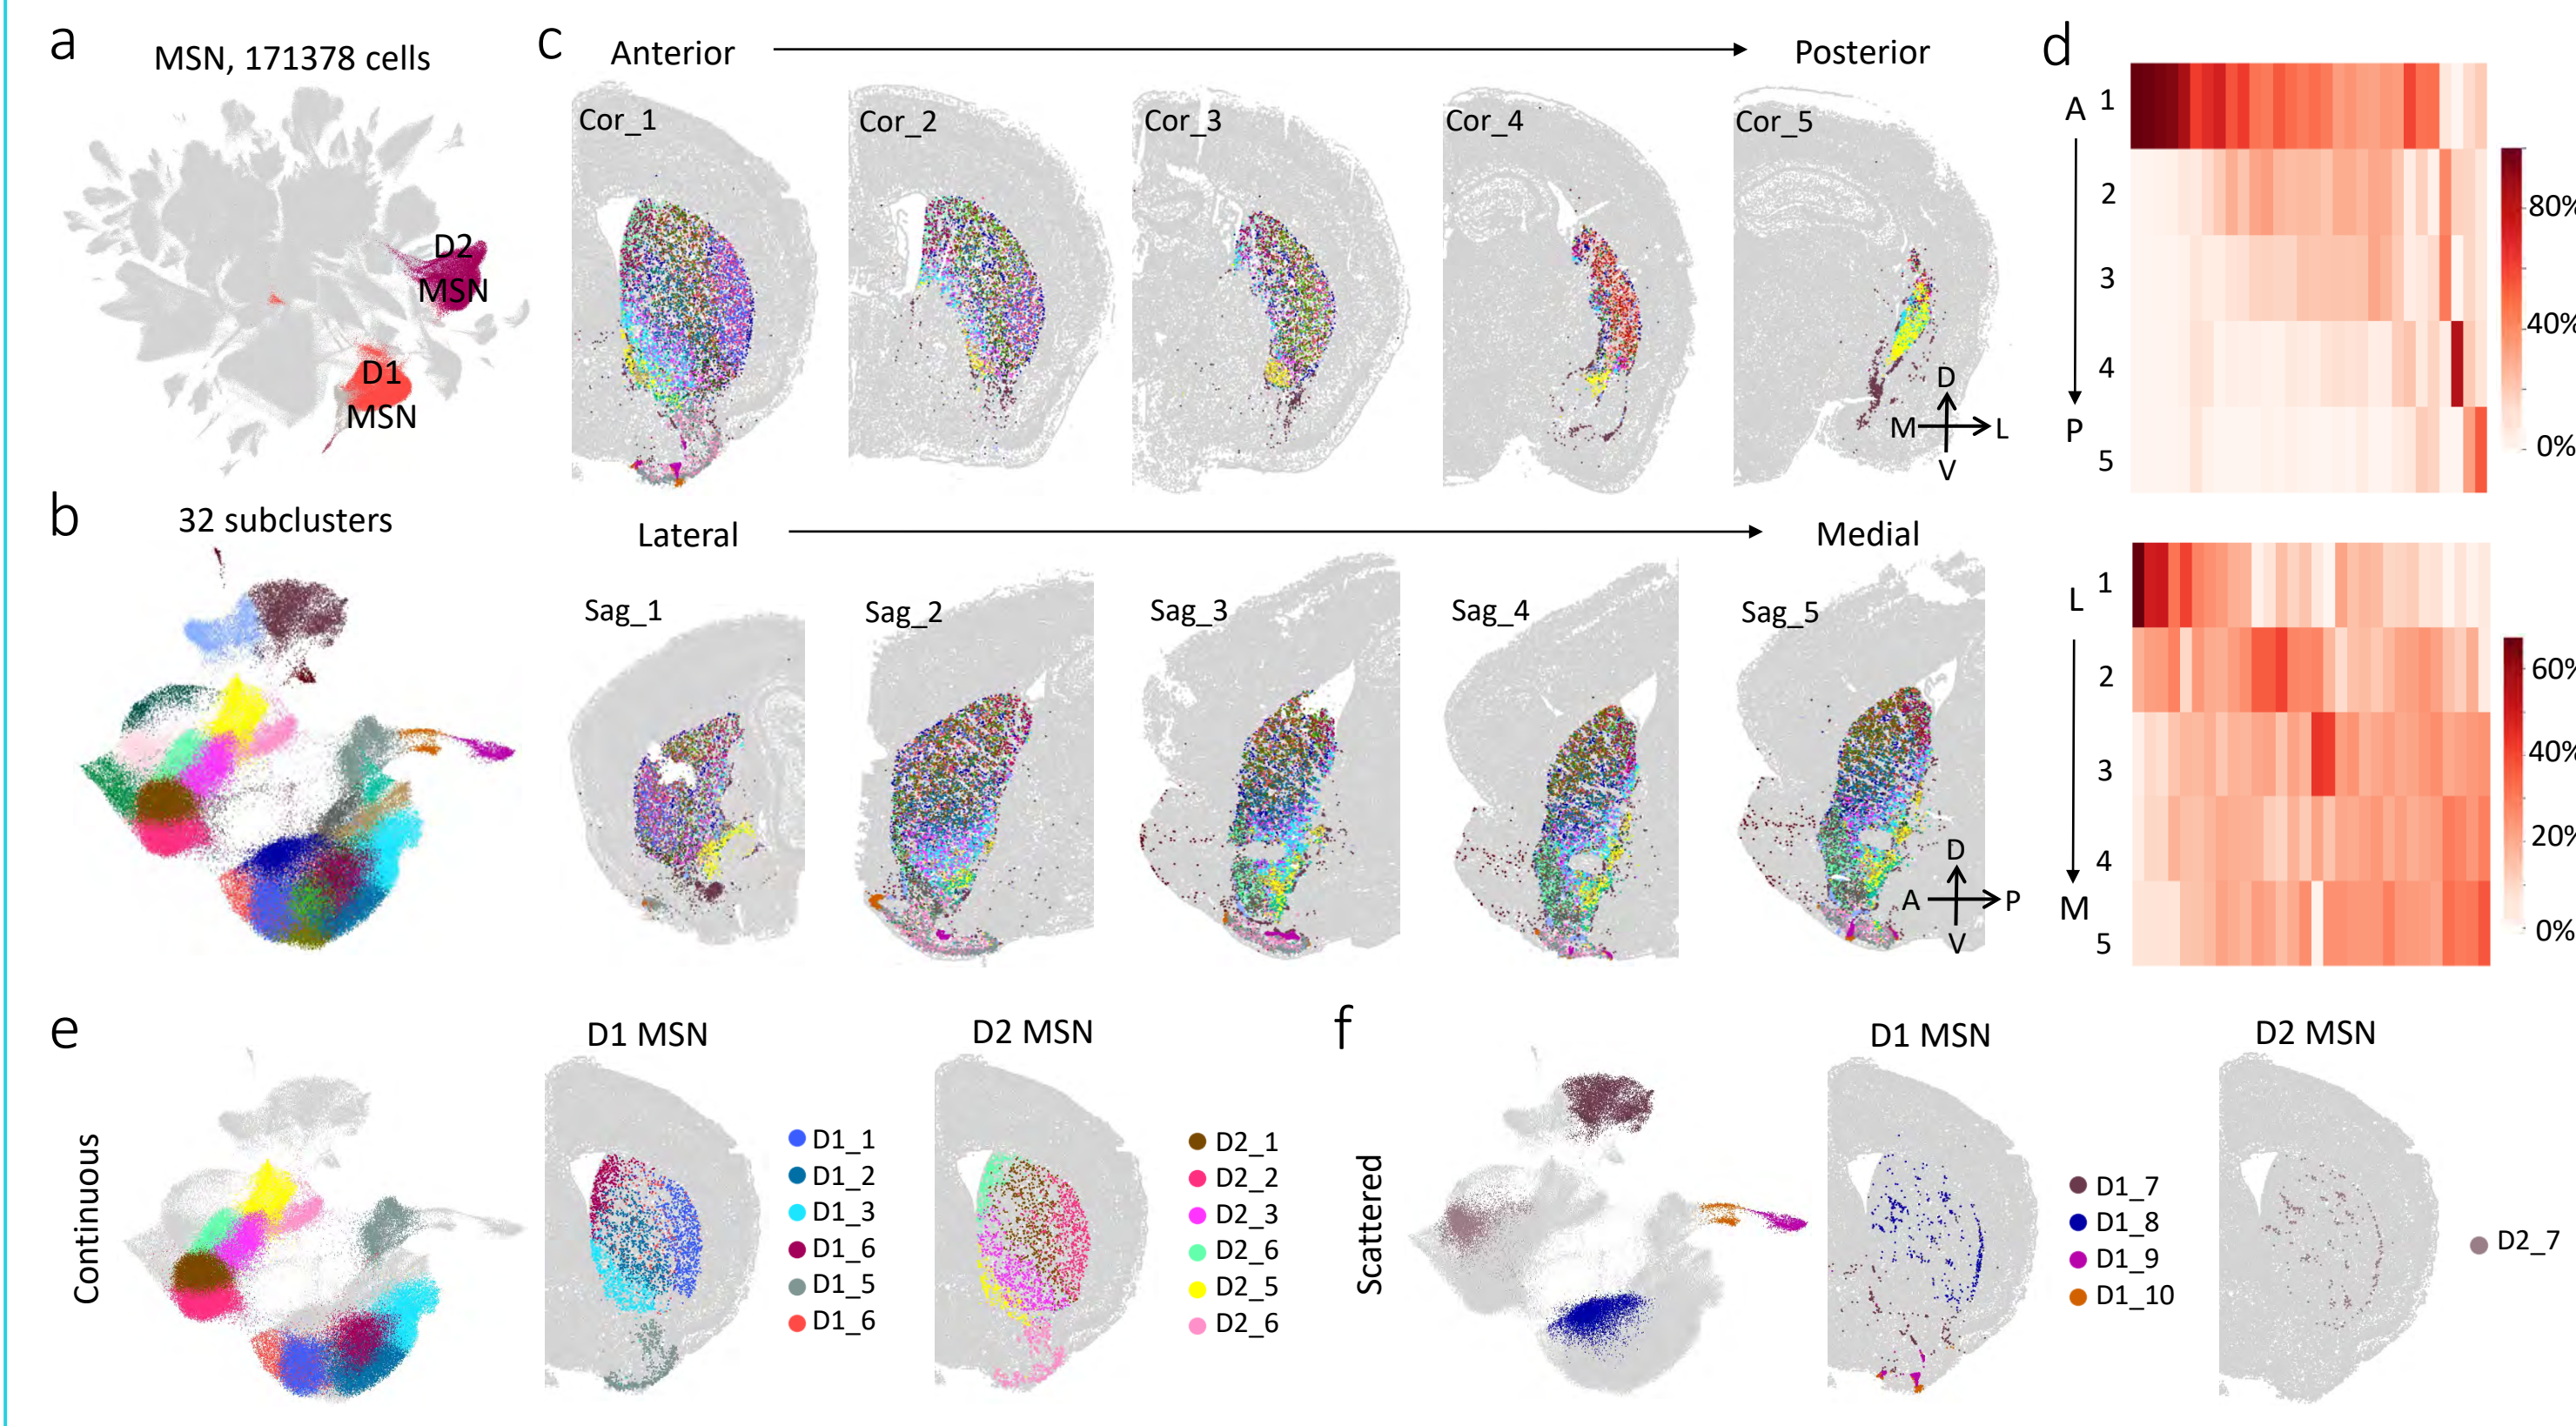 a
MSN, 171378 cells
D2
MSN
D1
MSN
b
32 subclusters
c
Anterior
Posterior
Cor_1
Cor_2
Cor_3
Cor_4
Cor_5
D
M
L
V
Lateral
Medial
Sag_1
Sag_2
Sag_3
Sag_4
Sag_5
D
A
P
V
d
A
1
2
3
4
P
5
80%
40%
0%
L
1
2
3
4
M
5
60%
40%
20%
0%
e
Continuous
D1 MSN
D1_1
D1_2
D1_3
D1_6
D1_5
D1_6
D2 MSN
D2_1
D2_2
D2_3
D2_6
D2_5
D2_6
f
Scattered
D1 MSN
D1_7
D1_8
D1_9
D1_10
D2 MSN
D2_7